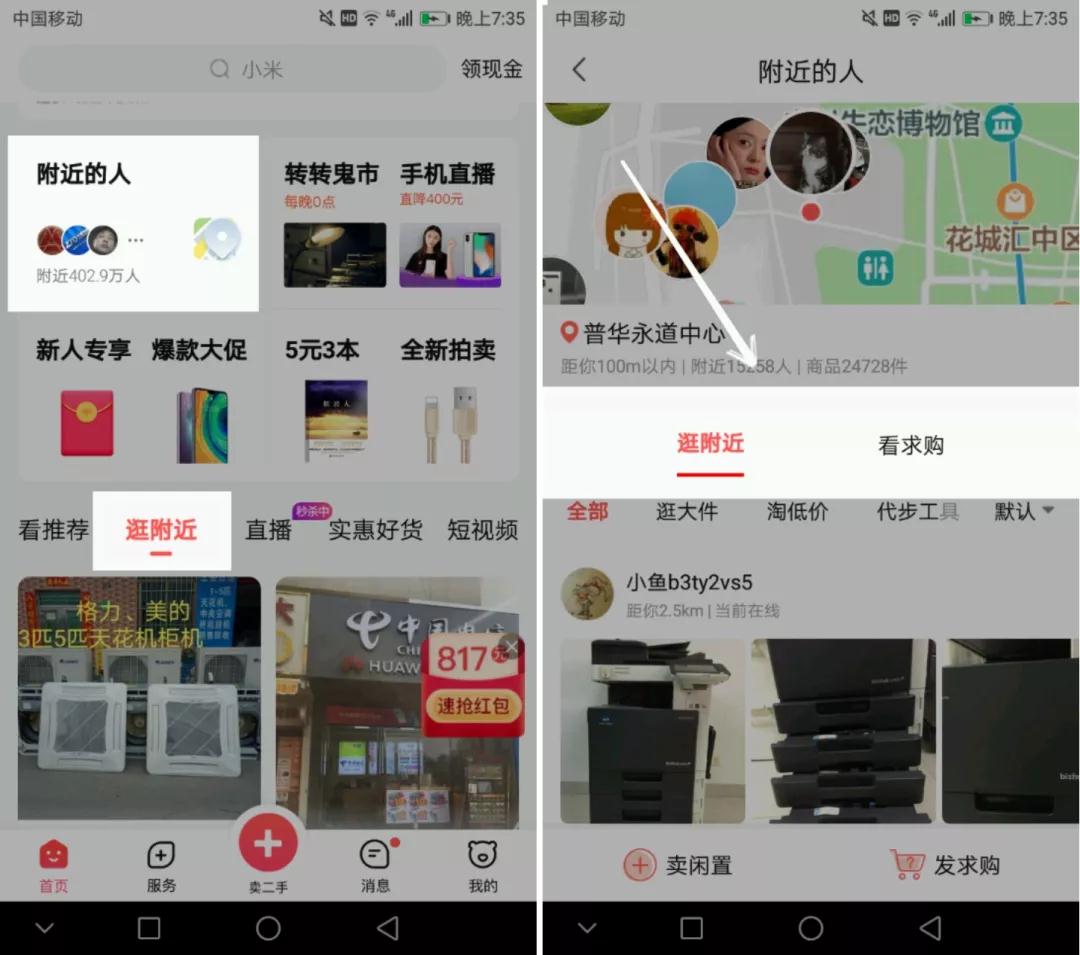 中国移动
HD
4G
晚上7:35
小米
领现金
附近的人
附近402.9万人
转转鬼市
每晚0点
手机直播
直降400元
新人专享
爆款大促
5元3本
全新拍卖
看推荐
逛附近
直播
秒杀中
实惠好货
短视频
格力、美的
3匹5匹天花机柜机
中国电信
HUAW
817元
速抢红包
首页
服务
卖二手
消息
我的
中国移动
HD
4G
晚上7:35
附近的人
恋博物馆
花城汇中区
普华永道中心
距你100m以内 | 附近15258人 | 商品24728件
逛附近
看求购
全部
逛大件
淘低价
代步工具
默认
小鱼b3ty2vs5
距你2.5km | 当前在线
卖闲置
发求购